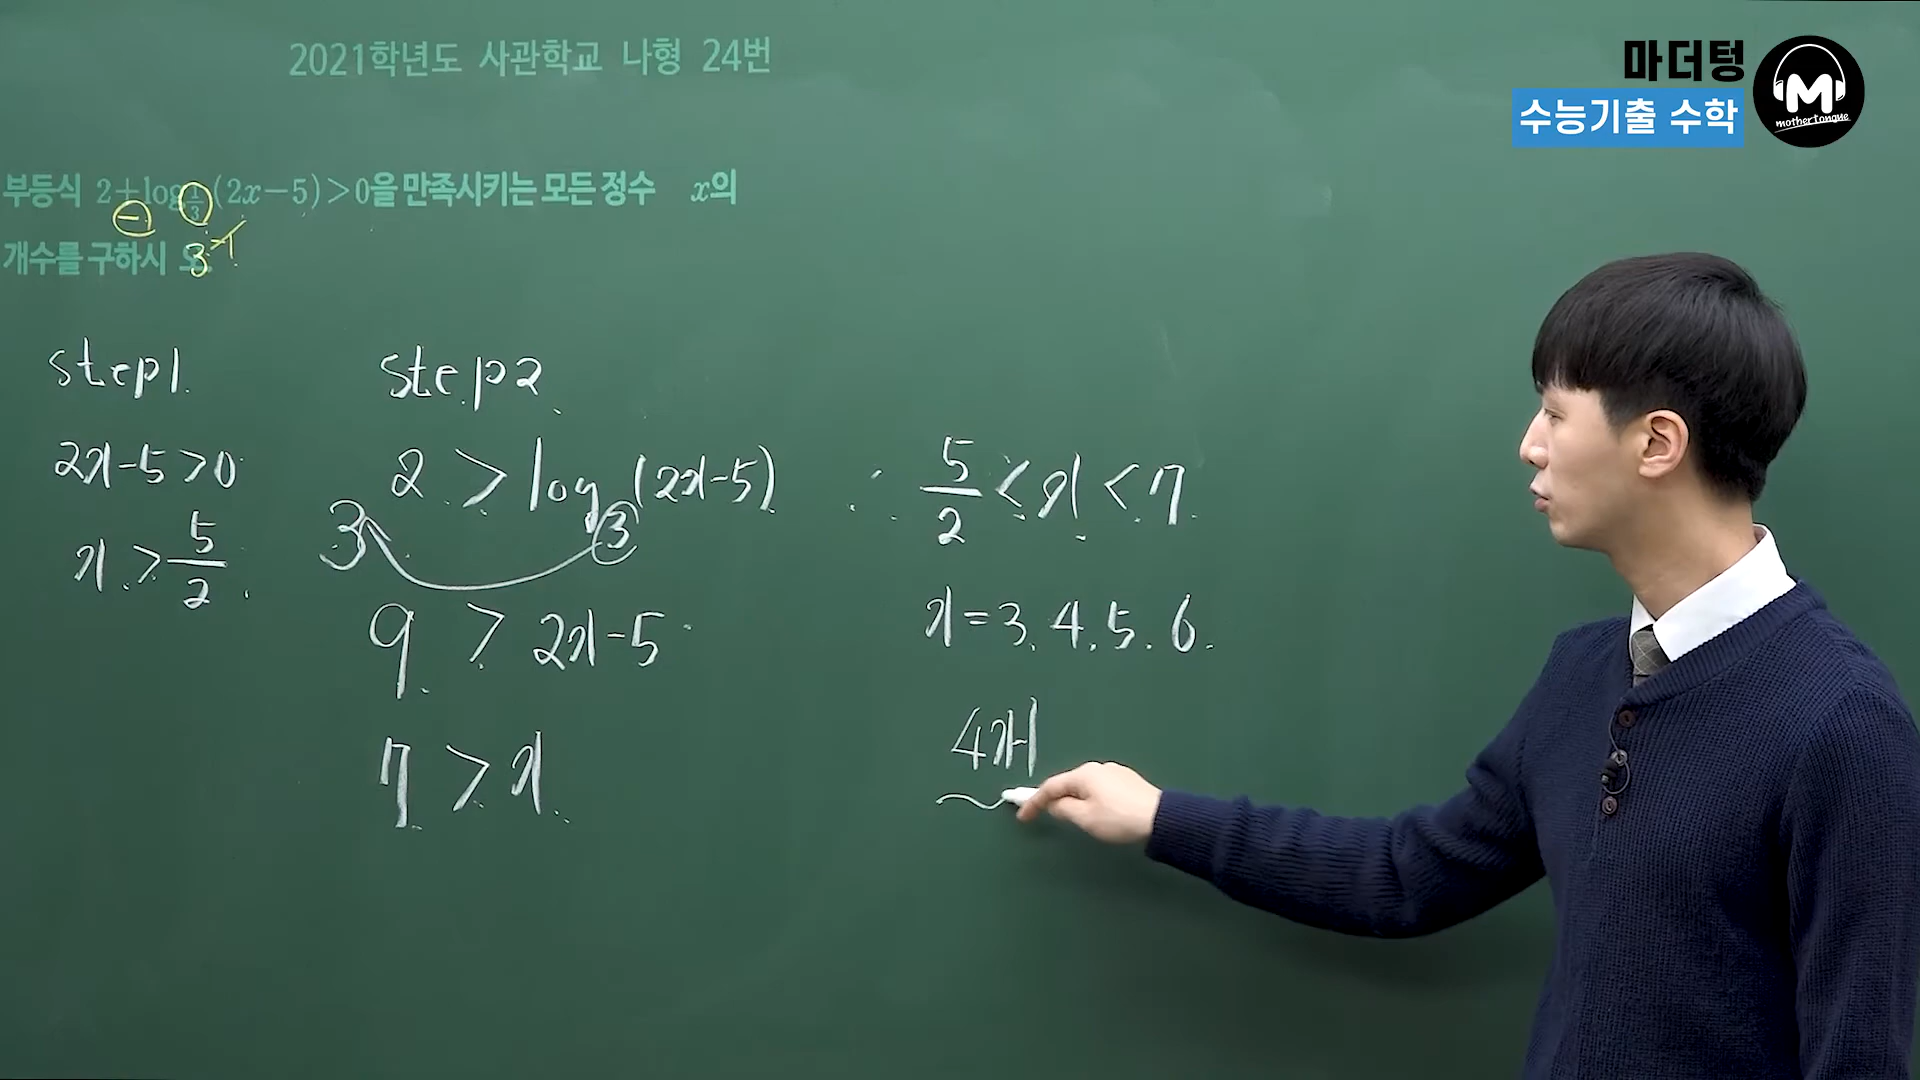 2021학년도 사관학교 나형 24번
마더텅
수능기출 수학
M
mothertongue
부등식 2+log_{1/3}(2x-5)>0을 만족시키는 모든 정수 x의
개수를 구하시오.
-
3^{-1}
step1.
2x-5>0
x>5/2
step2
2>log_3(2x-5)
3
9>2x-5
7>x
∴ 5/2<x<7
x=3.4.5.6.
4개